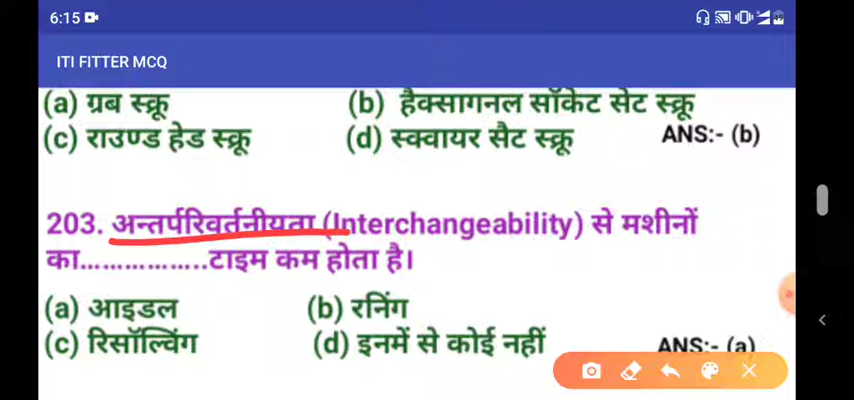 6:15
49
ITI FITTER MCQ
(a) ग्रब स्क्रू (b) हैक्सागनल सॉकेट सेट स्क्रू
(c) राउण्ड हेड स्क्रू (d) स्क्वायर सैट स्क्रू ANS:- (b)
203. अन्तर्परिवर्तनीयता (Interchangeability) से मशीनों
का..................टाइम कम होता है।
(a) आइडल (b) रनिंग
(c) रिसॉल्विंग (d) इनमें से कोई नहीं ANS:- (a)